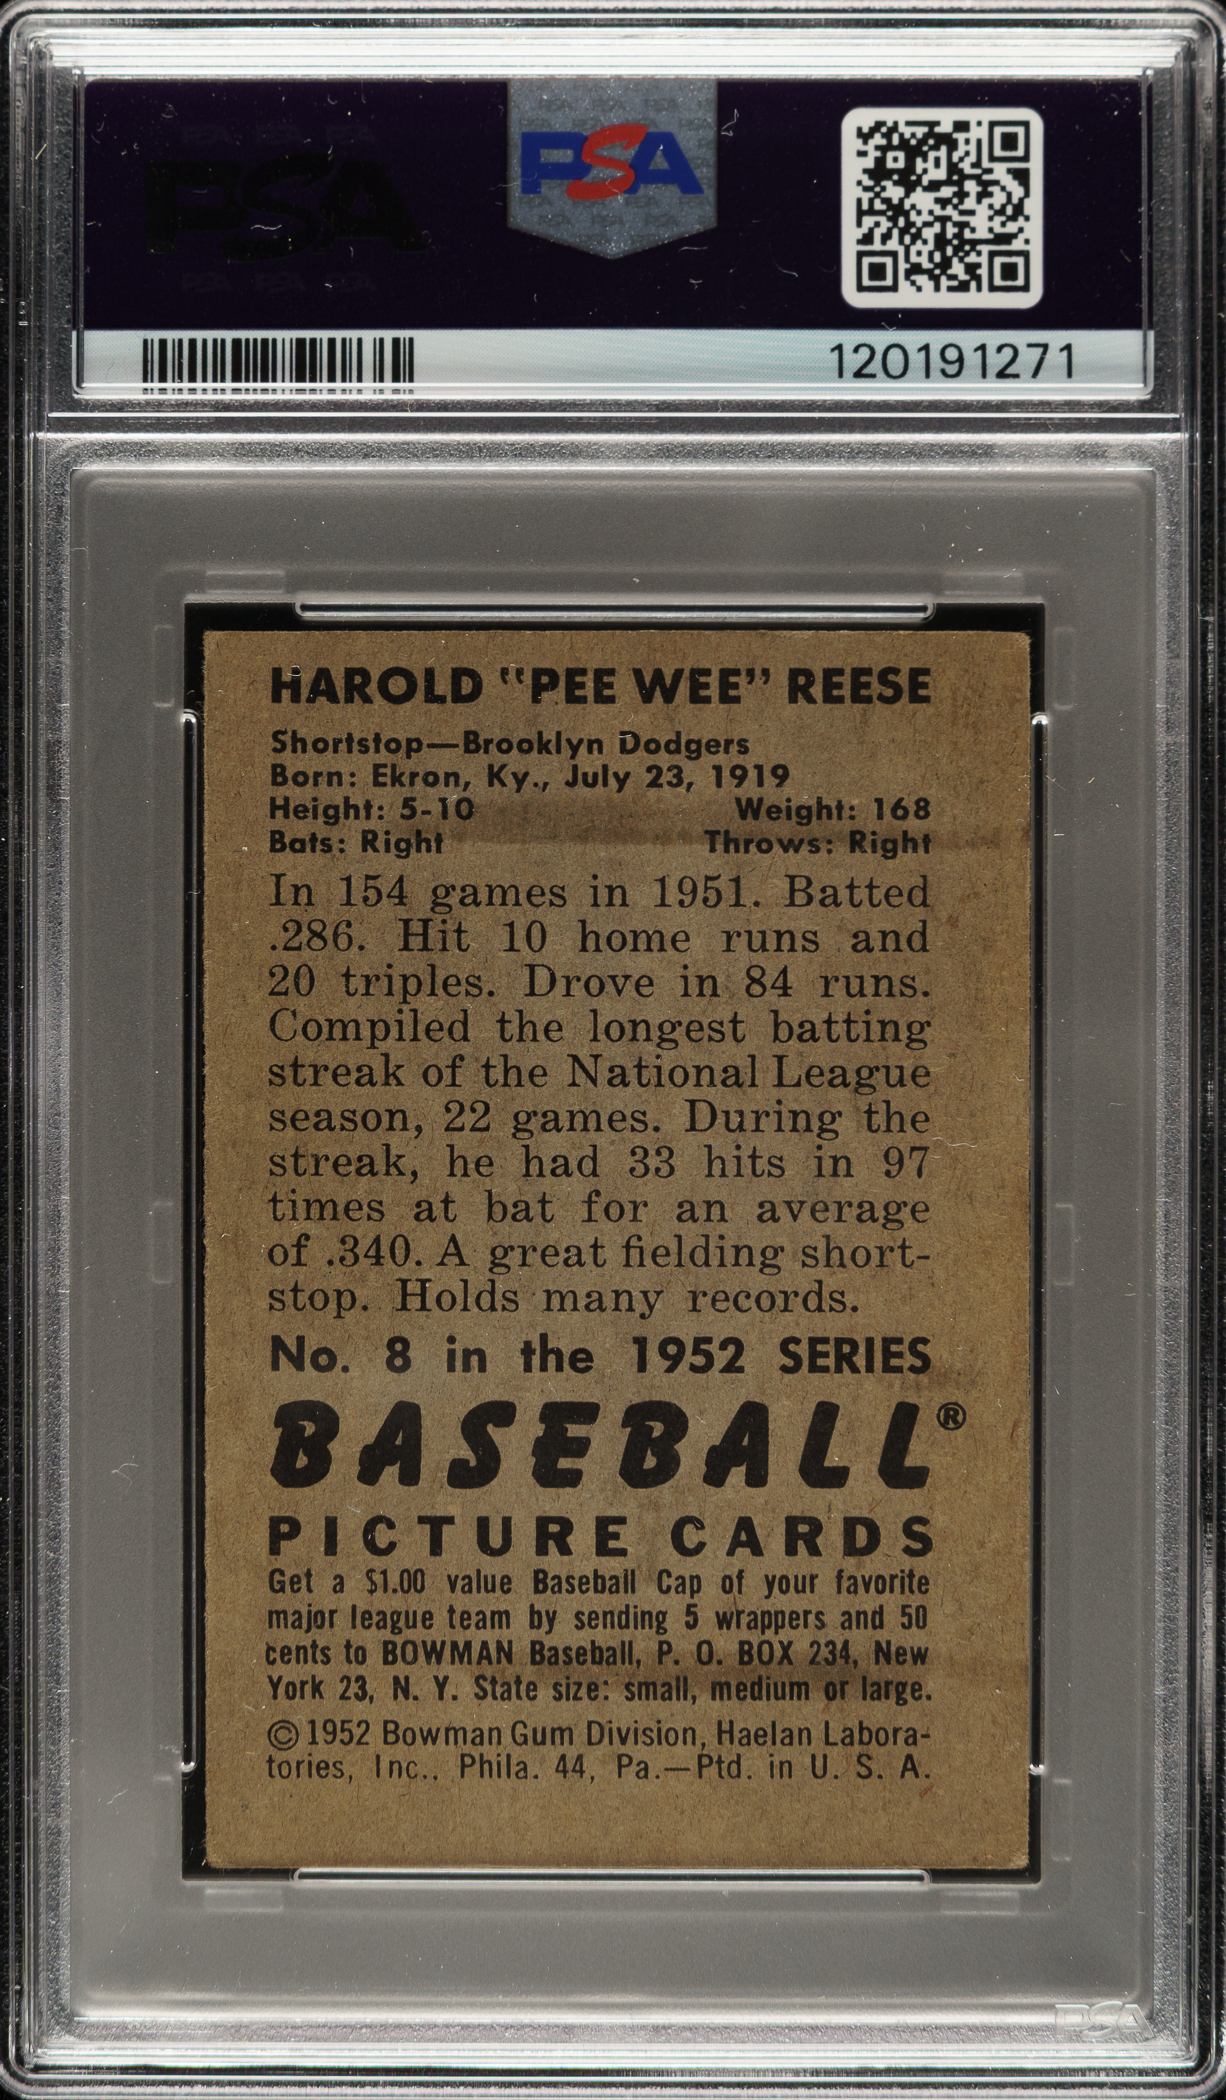 PSA
PSA
120191271
HAROLD "PEE WEE" REESE
Shortstop—Brooklyn Dodgers
Born: Ekron, Ky., July 23, 1919
Height: 5-10 Weight: 168
Bats: Right Throws: Right
In 154 games in 1951. Batted
.286. Hit 10 home runs and
20 triples. Drove in 84 runs.
Compiled the longest batting
streak of the National League
season, 22 games. During the
streak, he had 33 hits in 97
times at bat for an average
of .340. A great fielding short-
stop. Holds many records.
No. 8 in the 1952 SERIES
BASEBALL®
PICTURE CARDS
Get a $1.00 value Baseball Cap of your favorite
major league team by sending 5 wrappers and 50
cents to BOWMAN Baseball, P. O. BOX 234, New
York 23, N. Y. State size: small, medium or large.
©1952 Bowman Gum Division, Haelan Labora-
tories, Inc., Phila. 44, Pa.—Ptd. in U. S. A.
PSA